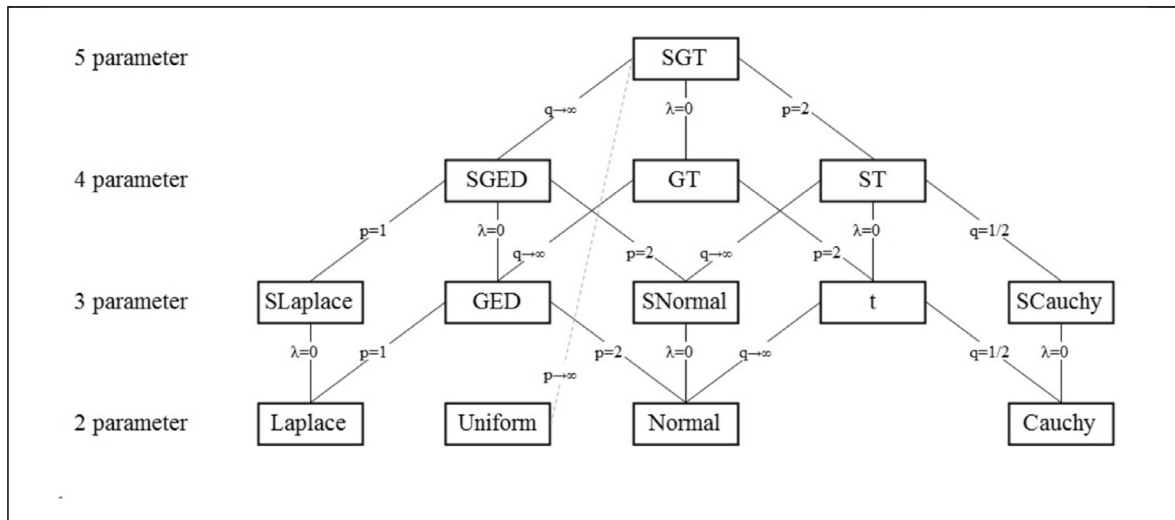 5 parameter SGT
q→∞ λ=0 p=2
4 parameter SGED GT ST
p=1 λ=0 q→∞ p=2 q→∞ λ=0 p=2 q=1/2
3 parameter SLaplace GED SNormal t SCauchy
λ=0 p=1 p→∞ p=2 λ=0 q→∞ q=1/2 λ=0
2 parameter Laplace Uniform Normal Cauchy